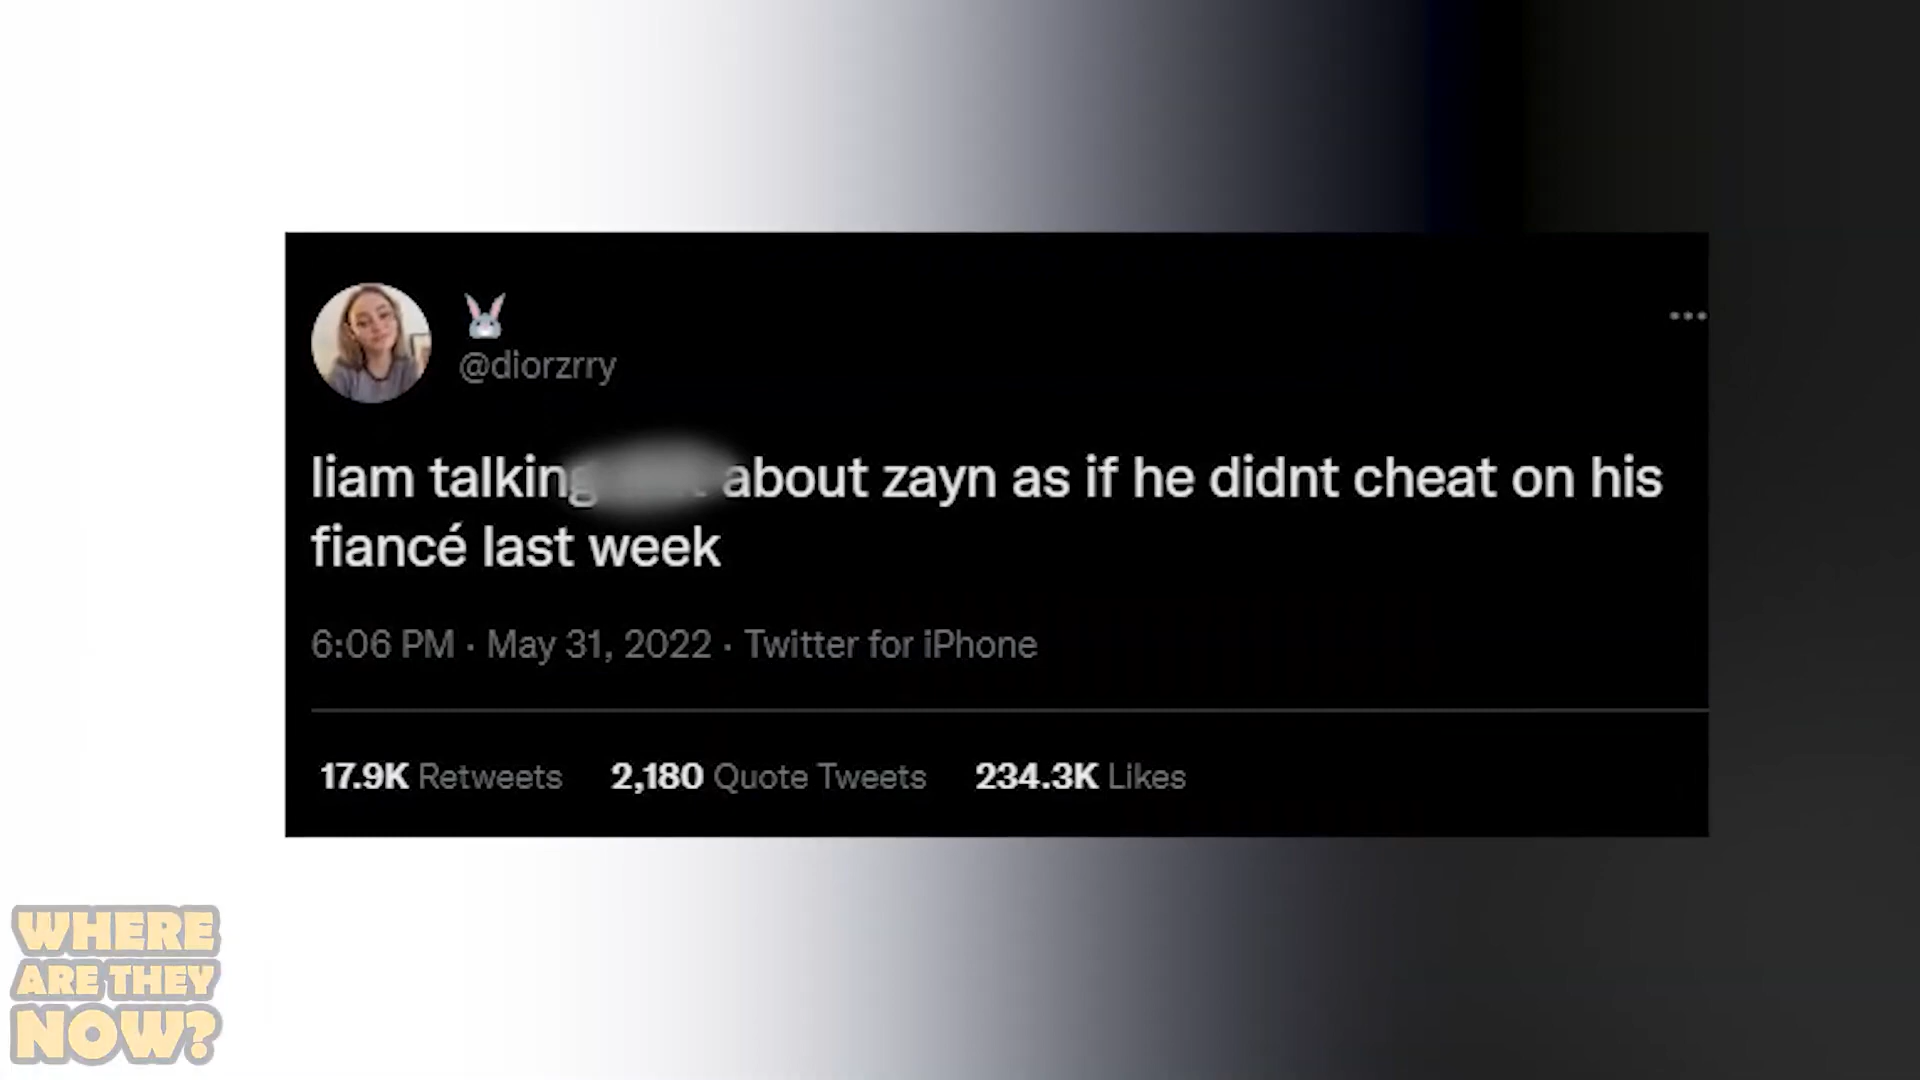 @diorzrry
liam talking about zayn as if he didnt cheat on his
fiancé last week
6:06 PM · May 31, 2022 · Twitter for iPhone
17.9K Retweets 2,180 Quote Tweets 234.3K Likes
WHERE
ARE THEY
NOW?